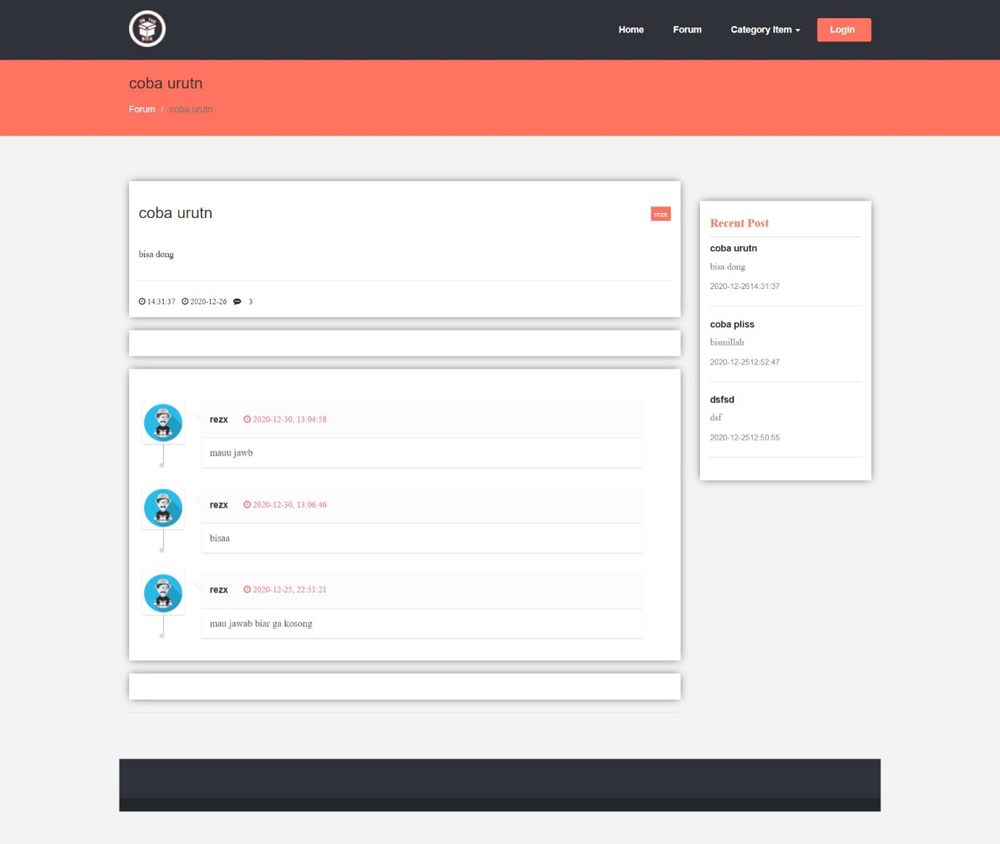 IN THE
BOX
Home Forum Category Item Login
coba urutn
Forum / coba urutn
coba urutn rezx
bisa dong
14:31:37 2020-12-26 3
rezx 2020-12-30, 13:04:58
mauu jawb
rezx 2020-12-30, 13:06:46
bisaa
rezx 2020-12-25, 22:51:21
mau jawab biar ga kosong
Recent Post
coba urutn
bisa dong
2020-12-2614:31:37
coba pliss
bismillah
2020-12-2512:52:47
dsfsd
dsf
2020-12-2512:50:55